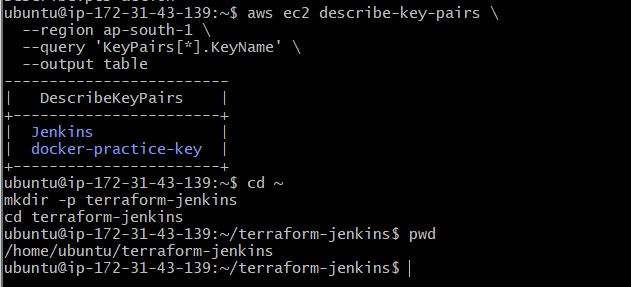 ubuntu@ip-172-31-43-139:~$ aws ec2 describe-key-pairs \
  --region ap-south-1 \
  --query 'KeyPairs[*].KeyName' \
  --output table
-------------------------
|   DescribeKeyPairs    |
+-----------------------+
|  Jenkins              |
|  docker-practice-key  |
+-----------------------+
ubuntu@ip-172-31-43-139:~$ cd ~
mkdir -p terraform-jenkins
cd terraform-jenkins
ubuntu@ip-172-31-43-139:~/terraform-jenkins$ pwd
/home/ubuntu/terraform-jenkins
ubuntu@ip-172-31-43-139:~/terraform-jenkins$